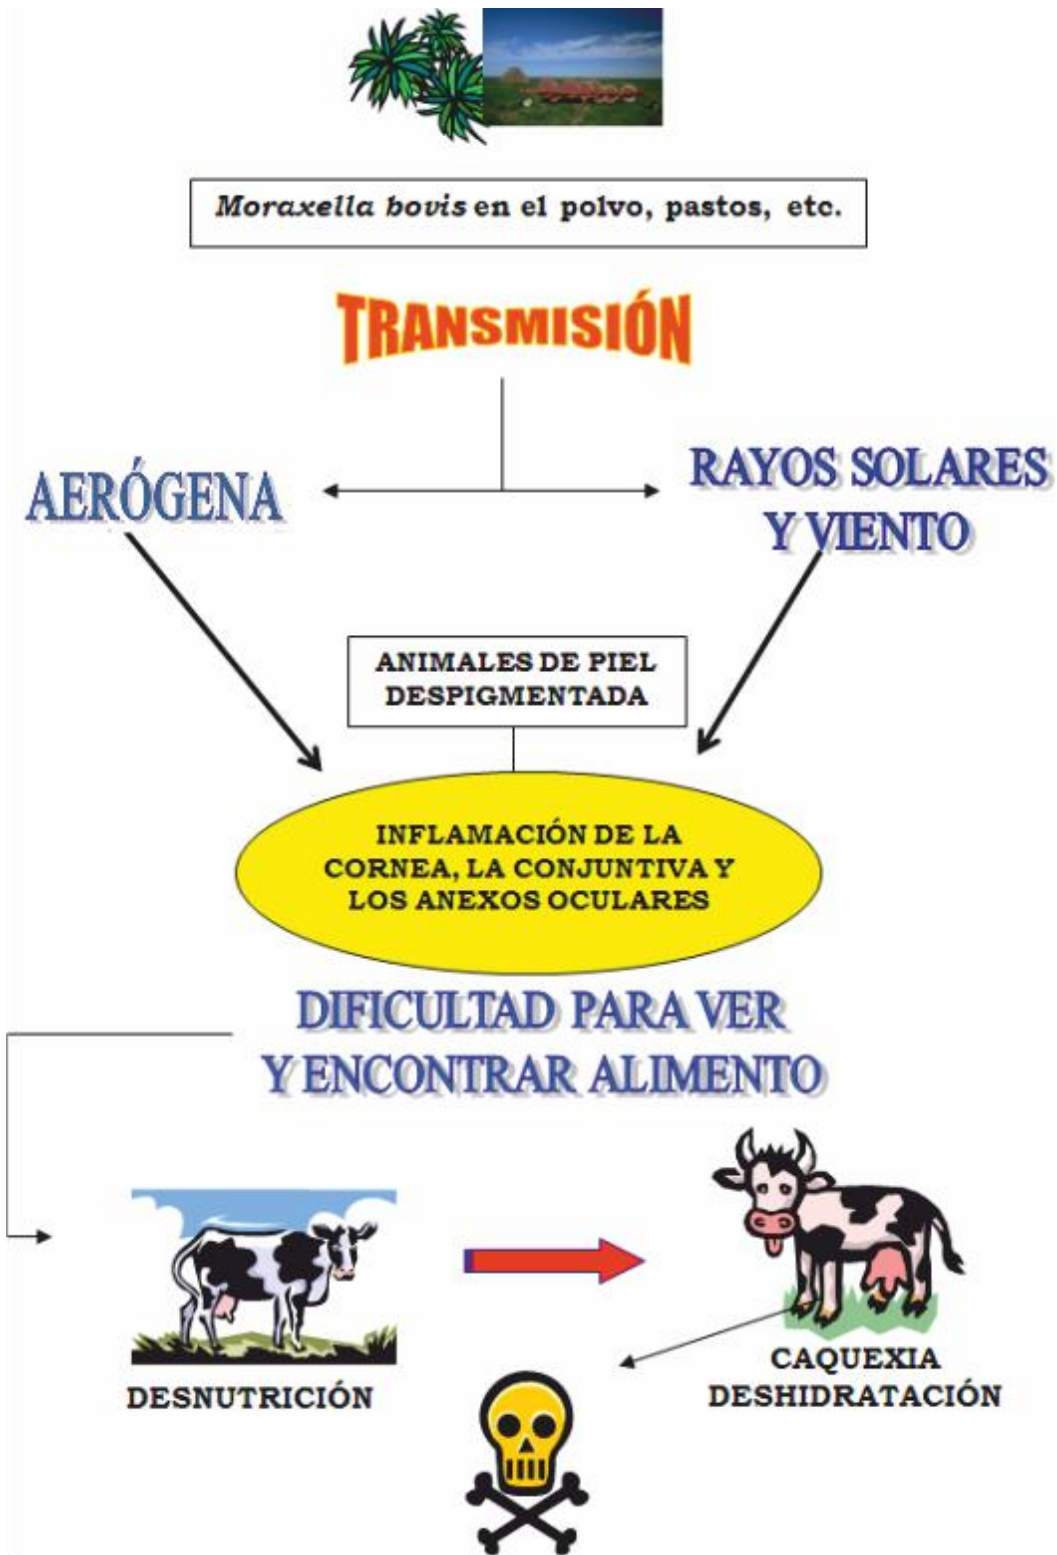 Moraxella bovis en el polvo, pastos, etc.
TRANSMISIÓN
AERÓGENA
RAYOS SOLARES
Y VIENTO
ANIMALES DE PIEL
DESPIGMENTADA
INFLAMACIÓN DE LA
CORNEA, LA CONJUNTIVA Y
LOS ANEXOS OCULARES
DIFICULTAD PARA VER
Y ENCONTRAR ALIMENTO
DESNUTRICIÓN
CAQUEXIA
DESHIDRATACIÓN